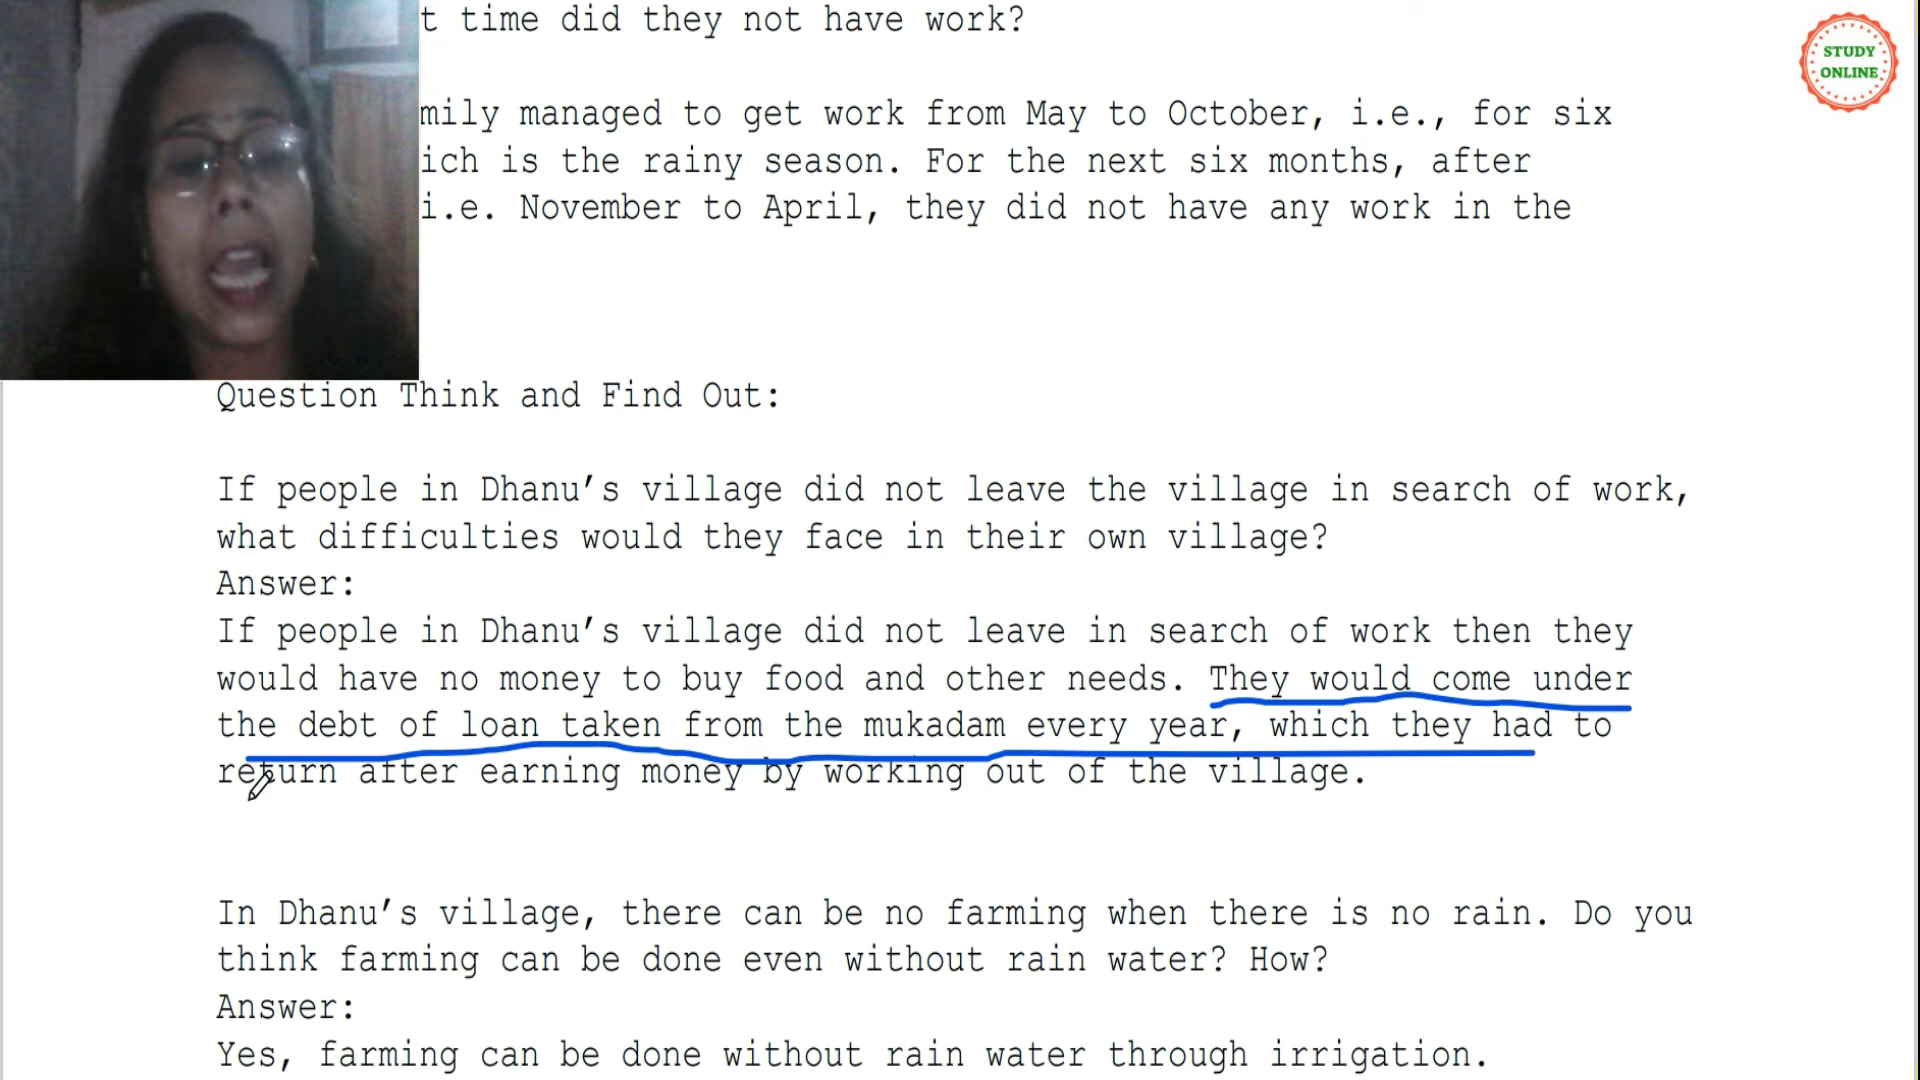 t time did they not have work?
STUDY
ONLINE
mily managed to get work from May to October, i.e., for six
ich is the rainy season. For the next six months, after
i.e. November to April, they did not have any work in the
Question Think and Find Out:
If people in Dhanu’s village did not leave the village in search of work,
what difficulties would they face in their own village?
Answer:
If people in Dhanu’s village did not leave in search of work then they
would have no money to buy food and other needs. They would come under
the debt of loan taken from the mukadam every year, which they had to
return after earning money by working out of the village.
In Dhanu’s village, there can be no farming when there is no rain. Do you
think farming can be done even without rain water? How?
Answer:
Yes, farming can be done without rain water through irrigation.